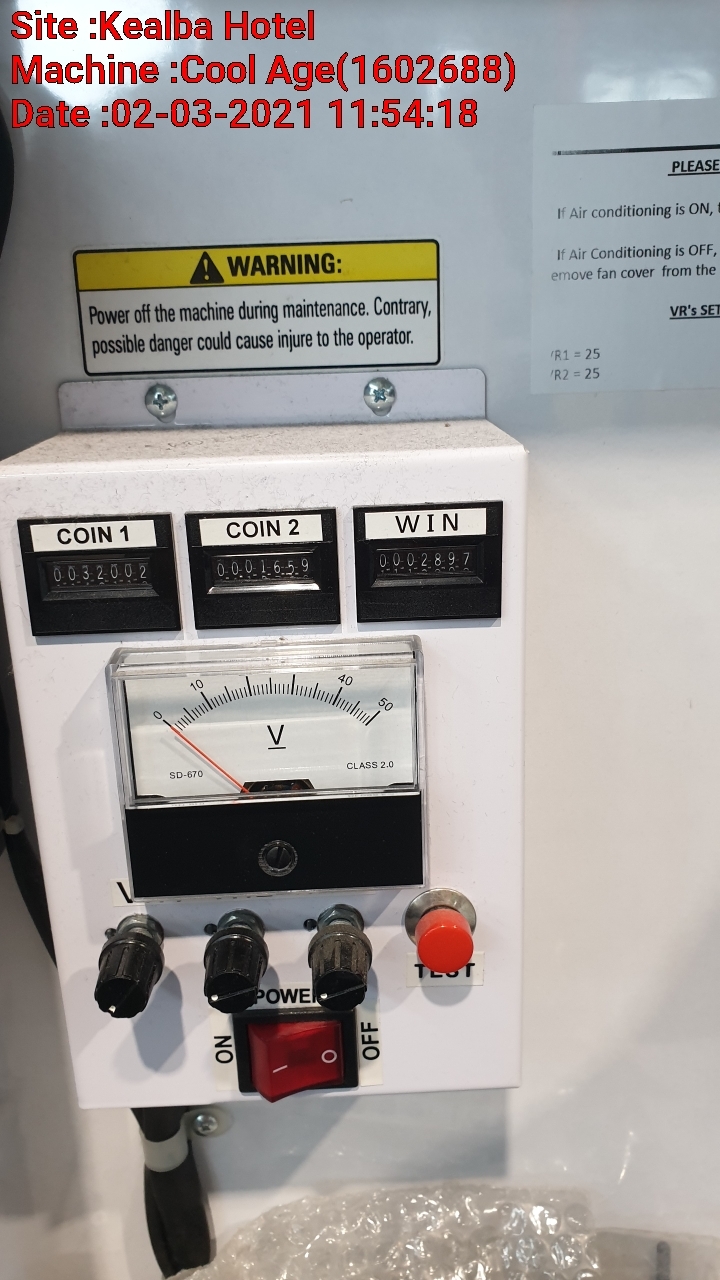 Site :Kealba Hotel
Machine :Cool Age(1602688)
Date :02-03-2021 11:54:18
PLEASE
If Air conditioning is ON,
If Air Conditioning is OFF,
emove fan cover from the
VR's SET
R1 = 25
R2 = 25
WARNING:
Power off the machine during maintenance. Contrary,
possible danger could cause injure to the operator.
COIN 1
COIN 2
WIN
0032002
0001659
0002897
0 10 40 50
V
SD-670
CLASS 2.0
TEST
POWER
ON
OFF